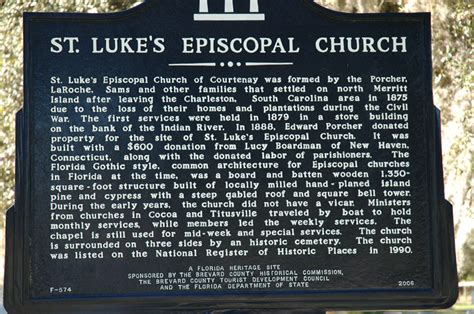 ST. LUKE'S EPISCOPAL CHURCH
St. Luke's Episcopal Church of Courtenay was formed by the Porcher,
LaRoche, Sams and other families that settled on north Merritt
Island after leaving the Charleston, South Carolina area in 1875
due to the loss of their homes and plantations during the Civil
War. The first services were held in 1879 in a store building
on the bank of the Indian River. In 1888, Edward Porcher donated
property for the site of St. Luke's Episcopal Church. It was
built with a $600 donation from Lucy Boardman of New Haven,
Connecticut, along with the donated labor of parishioners. The
Florida Gothic style, common architecture for Episcopal churches
in Florida at the time, was a board and batten wooden 1,350-
square-foot structure built of locally milled hand-planed island
pine and cypress with a steep gabled roof and square bell tower.
During the early years, the church did not have a vicar. Ministers
from churches in Cocoa and Titusville traveled by boat to hold
monthly services, while members led the weekly services. The
chapel is still used for mid-week and special services. The church
is surrounded on three sides by an historic cemetery. The church
was listed on the National Register of Historic Places in 1990.
A FLORIDA HERITAGE SITE
SPONSORED BY THE BREVARD COUNTY HISTORICAL COMMISSION,
THE BREVARD COUNTY TOURIST DEVELOPMENT COUNCIL
AND THE FLORIDA DEPARTMENT OF STATE
F-574 2006